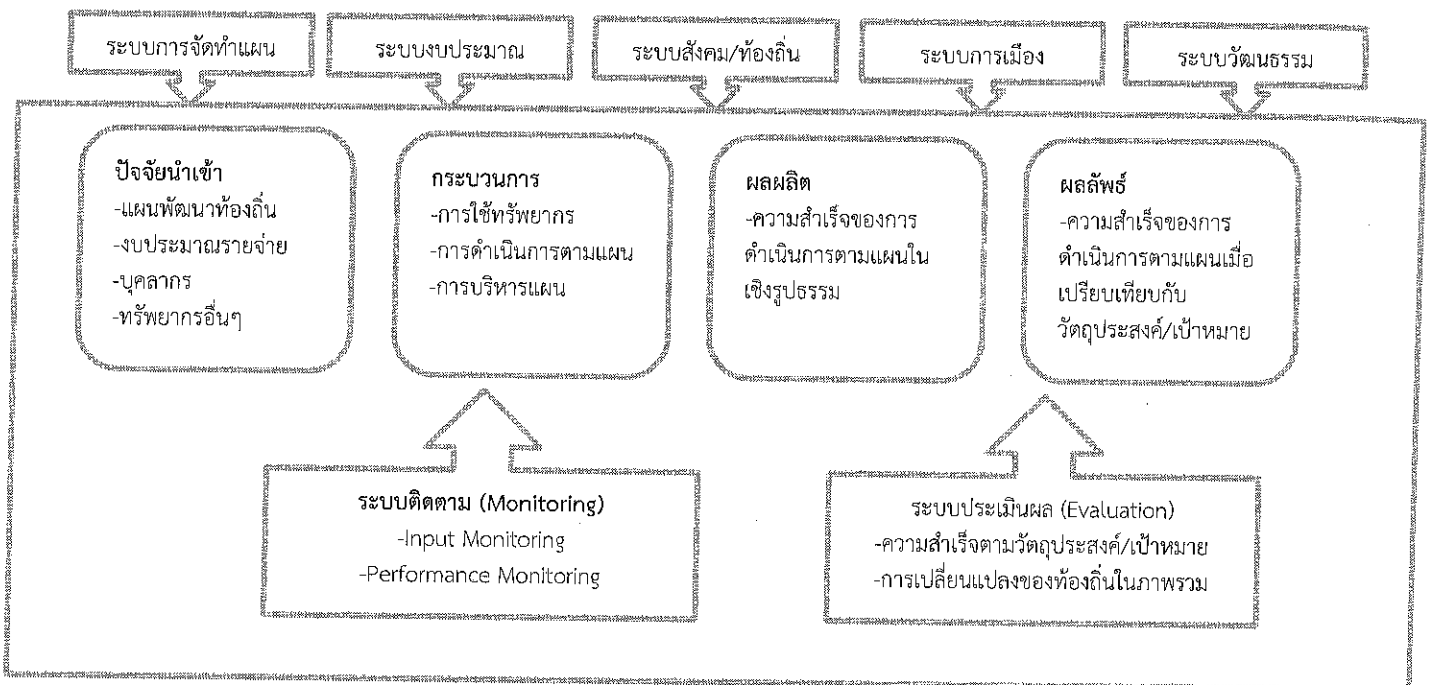 ระบบการจัดทำแผน
ระบบงบประมาณ
ระบบสังคม/ท้องถิ่น
ระบบการเมือง
ระบบวัฒนธรรม
ปัจจัยนำเข้า
-แผนพัฒนาท้องถิ่น
-งบประมาณรายจ่าย
-บุคลากร
-ทรัพยากรอื่นๆ
กระบวนการ
-การใช้ทรัพยากร
-การดำเนินการตามแผน
-การบริหารแผน
ผลผลิต
-ความสำเร็จของการ
ดำเนินการตามแผนใน
เชิงรูปธรรม
ผลลัพธ์
-ความสำเร็จของการ
ดำเนินการตามแผนเมื่อ
เปรียบเทียบกับ
วัตถุประสงค์/เป้าหมาย
ระบบติดตาม (Monitoring)
-Input Monitoring
-Performance Monitoring
ระบบประเมินผล (Evaluation)
-ความสำเร็จตามวัตถุประสงค์/เป้าหมาย
-การเปลี่ยนแปลงของท้องถิ่นในภาพรวม